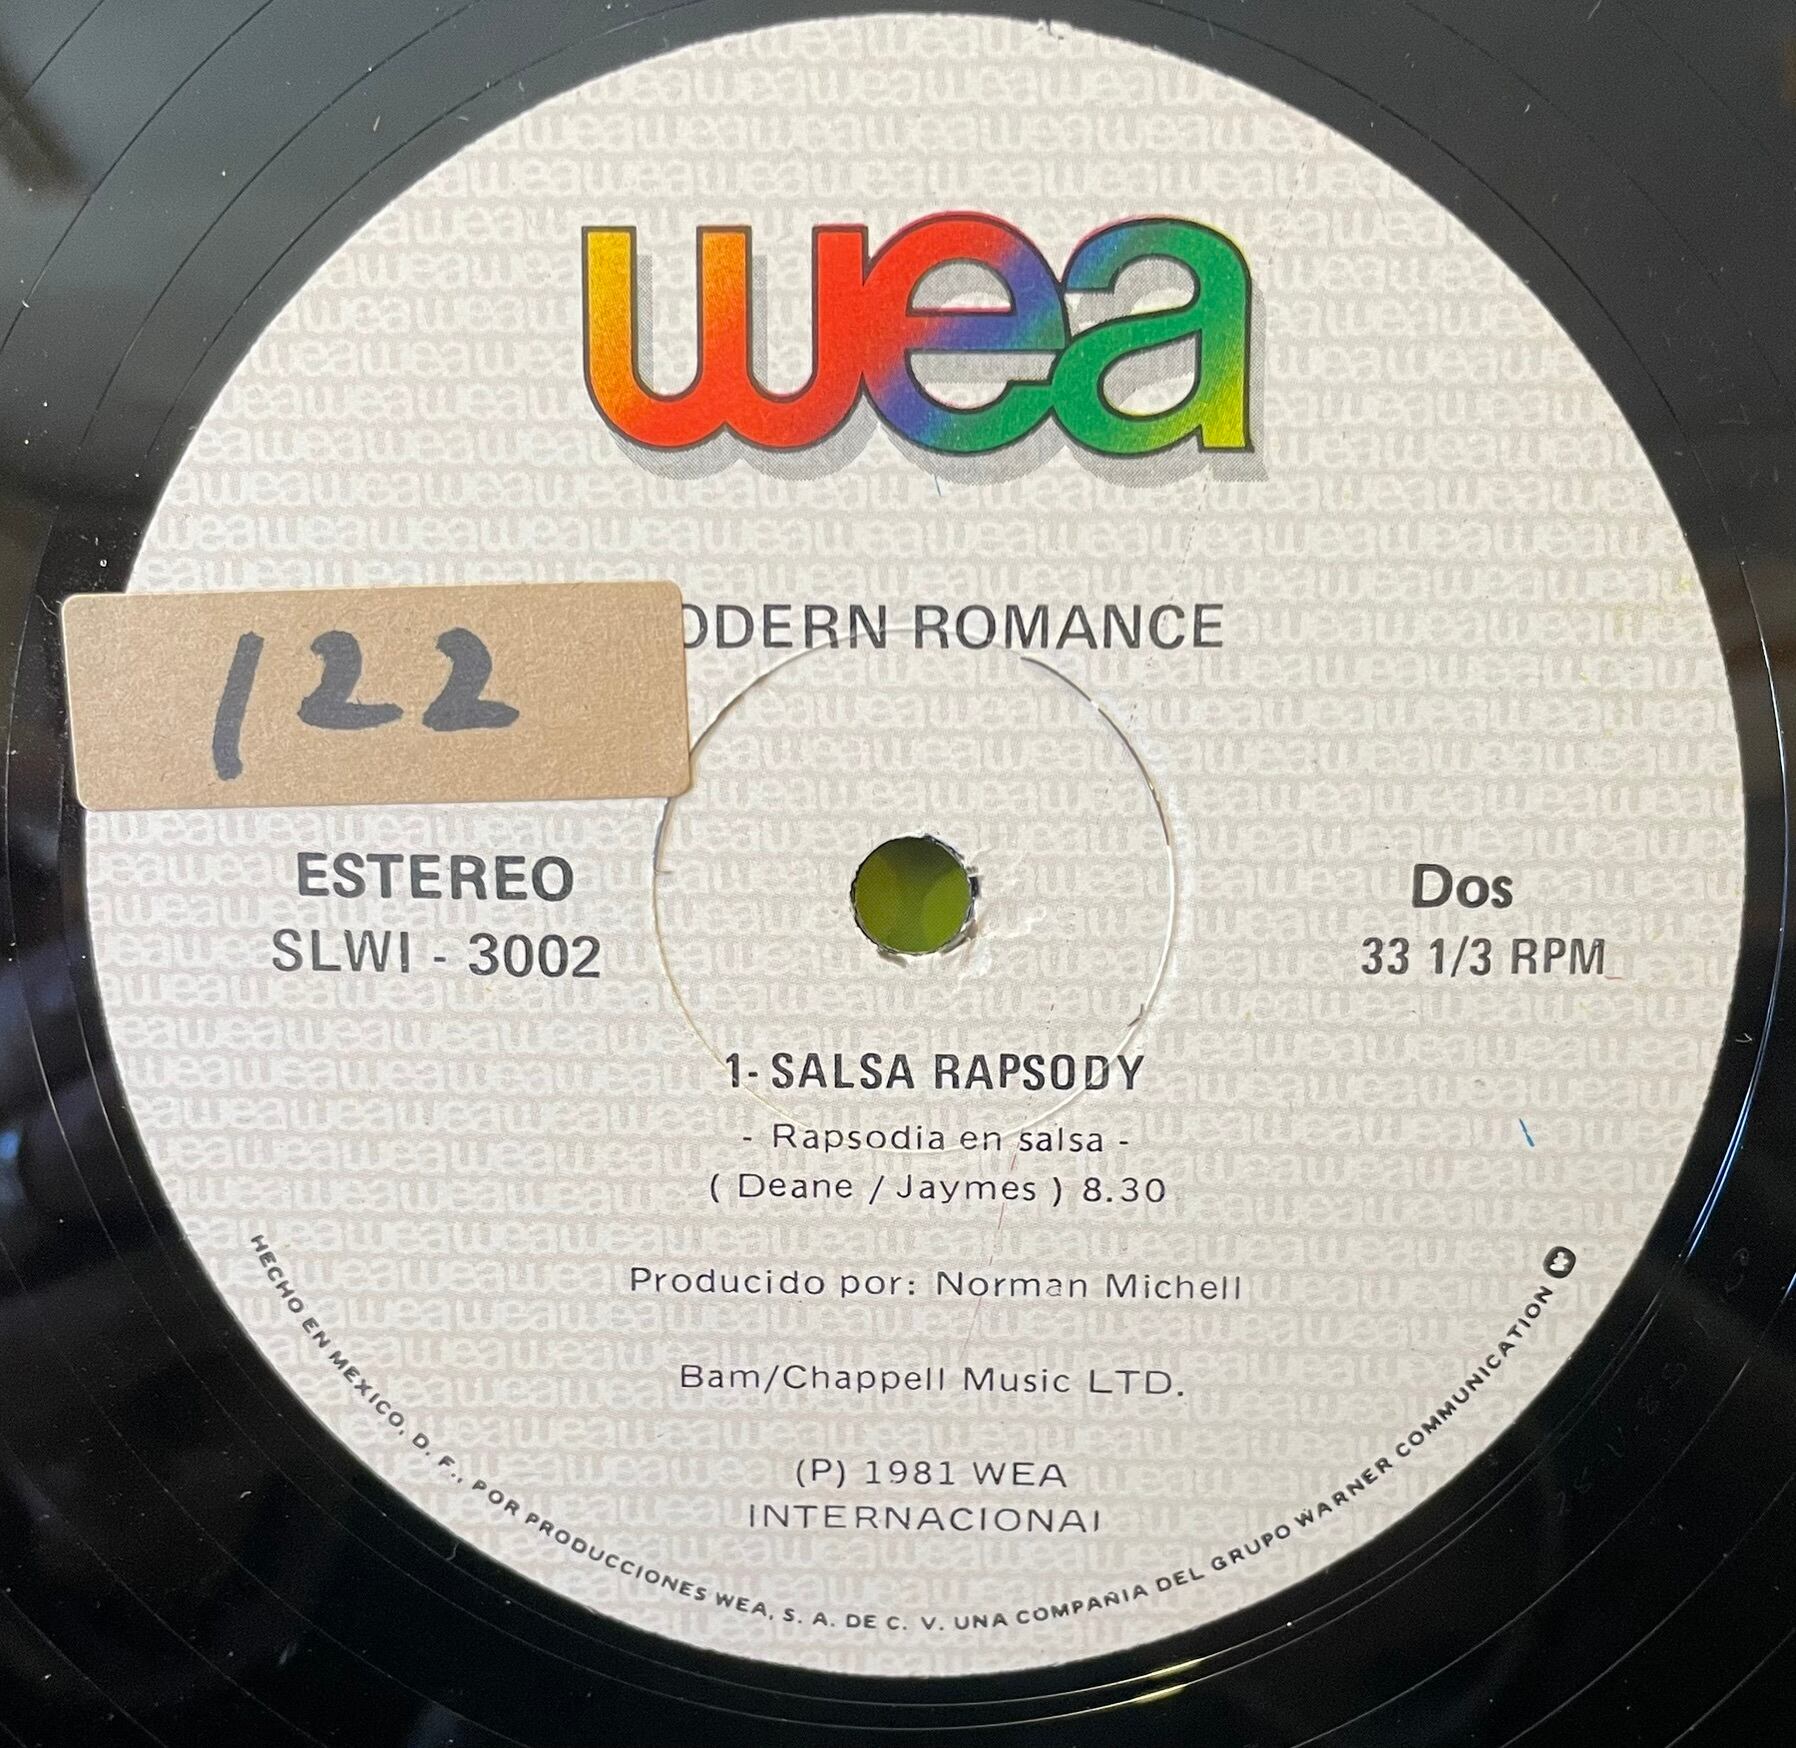 wea
ODERN ROMANCE
122
ESTEREO
SLWI - 3002
Dos
33 1/3 RPM
1- SALSA RAPSODY
- Rapsodia en salsa -
( Deane / Jaymes ) 8.30
Producido por: Norman Michell
Bam/Chappell Music LTD.
(P) 1981 WEA
INTERNACIONAl
HECHO EN MEXICO, D. F., POR PRODUCCIONES WEA, S. A. DE C. V. UNA COMPAÑIA DEL GRUPO WARNER COMMUNICATION